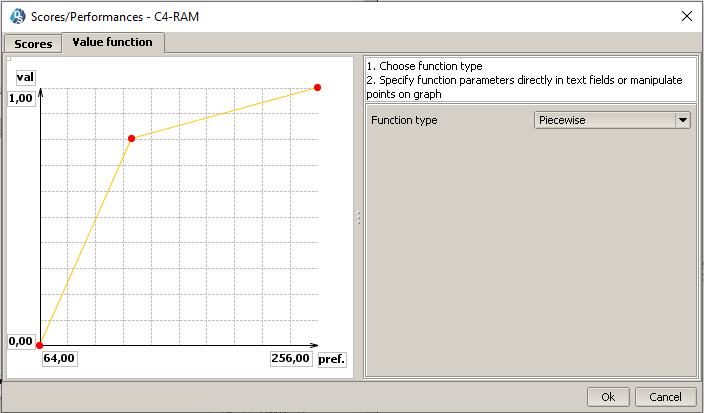 Scores/Performances - C4-RAM
Scores
Value function
val
1,00
0,00
64,00
256,00
pref.
1. Choose function type
2. Specify function parameters directly in text fields or manipulate
points on graph
Function type
Piecewise
Ok
Cancel